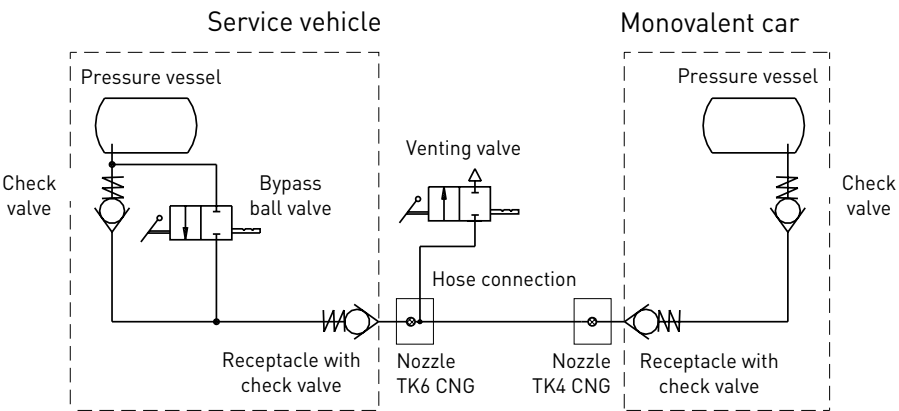 Service vehicle
Monovalent car
Pressure vessel
Pressure vessel
Venting valve
Check
valve
Bypass
ball valve
Check
valve
Hose connection
Receptacle with
check valve
Nozzle
TK6 CNG
Nozzle
TK4 CNG
Receptacle with
check valve